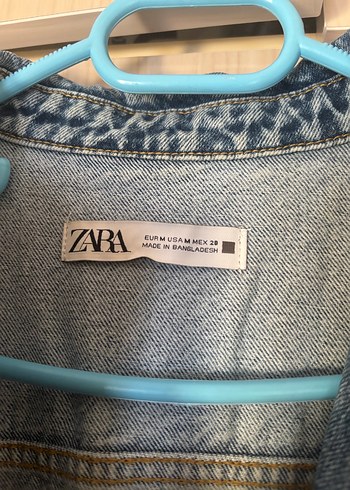 ZARA
EUR M USA M MEX 28
MADE IN BANGLADESH